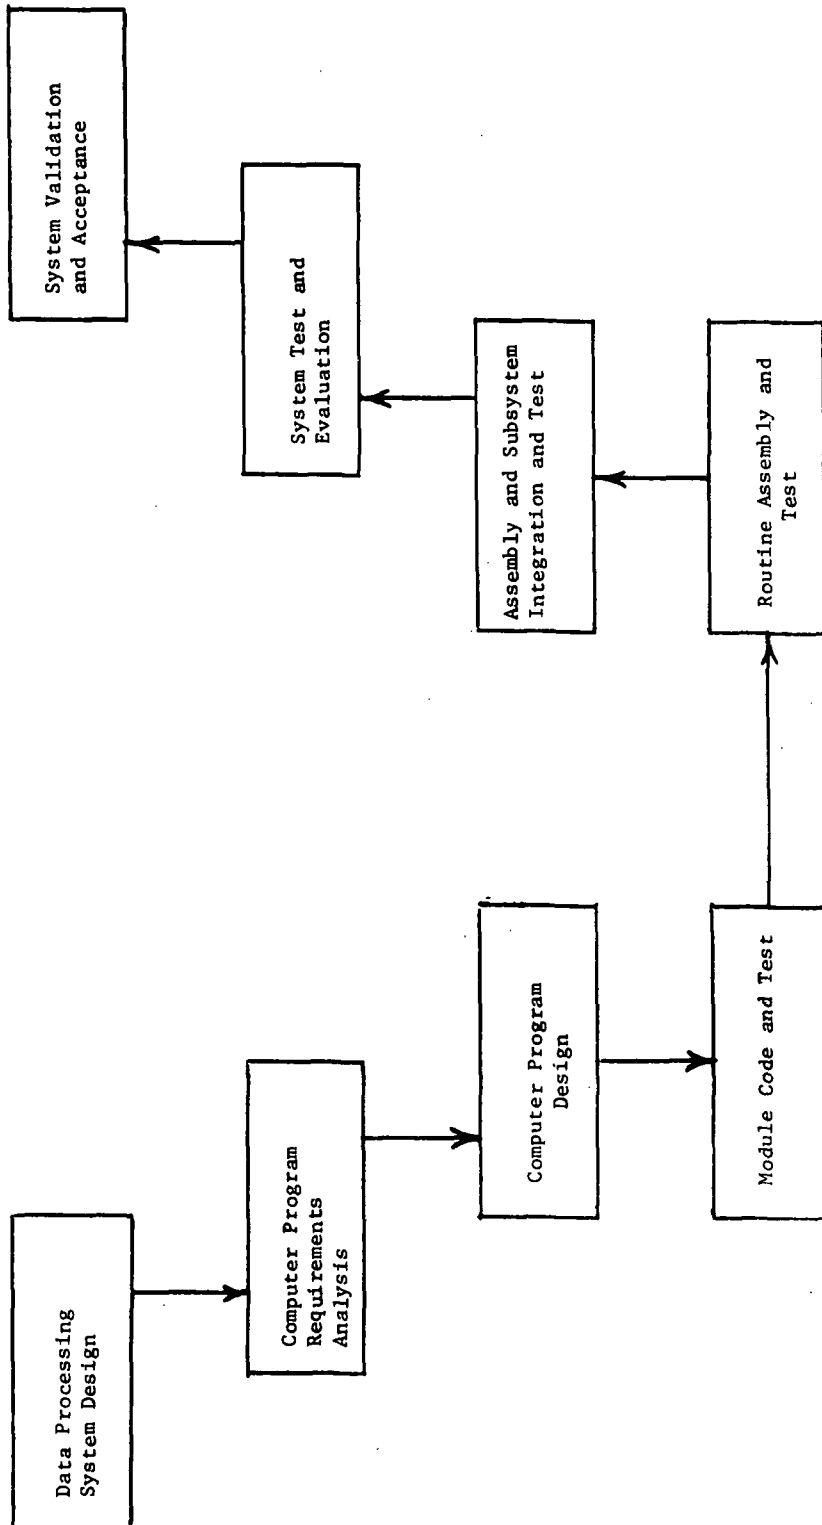 Data Processing
System Design
Computer Program
Requirements
Analysis
Computer Program
Design
Module Code and Test
Routine Assembly and
Test
Assembly and Subsystem
Integration and Test
System Test and
Evaluation
System Validation
and Acceptance